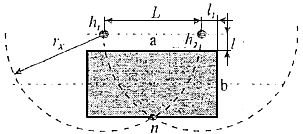 L l₁
h₁ a h₂ l
rₓ
b
n